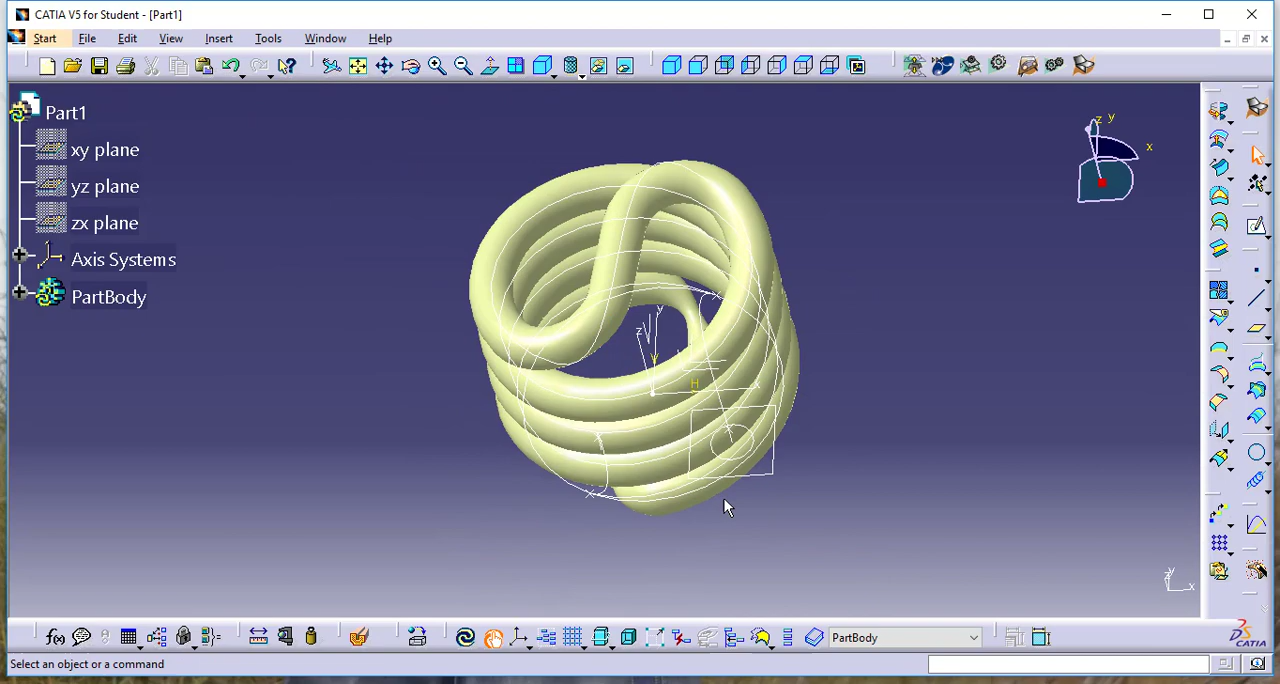 CATIA V5 for Student - [Part1]
Start File Edit View Insert Tools Window Help
Part1
xy plane
yz plane
zx plane
Axis Systems
PartBody
z y
x
y
z
y
H
f(x)
PartBody
y
z
x
CATIA
Select an object or a command